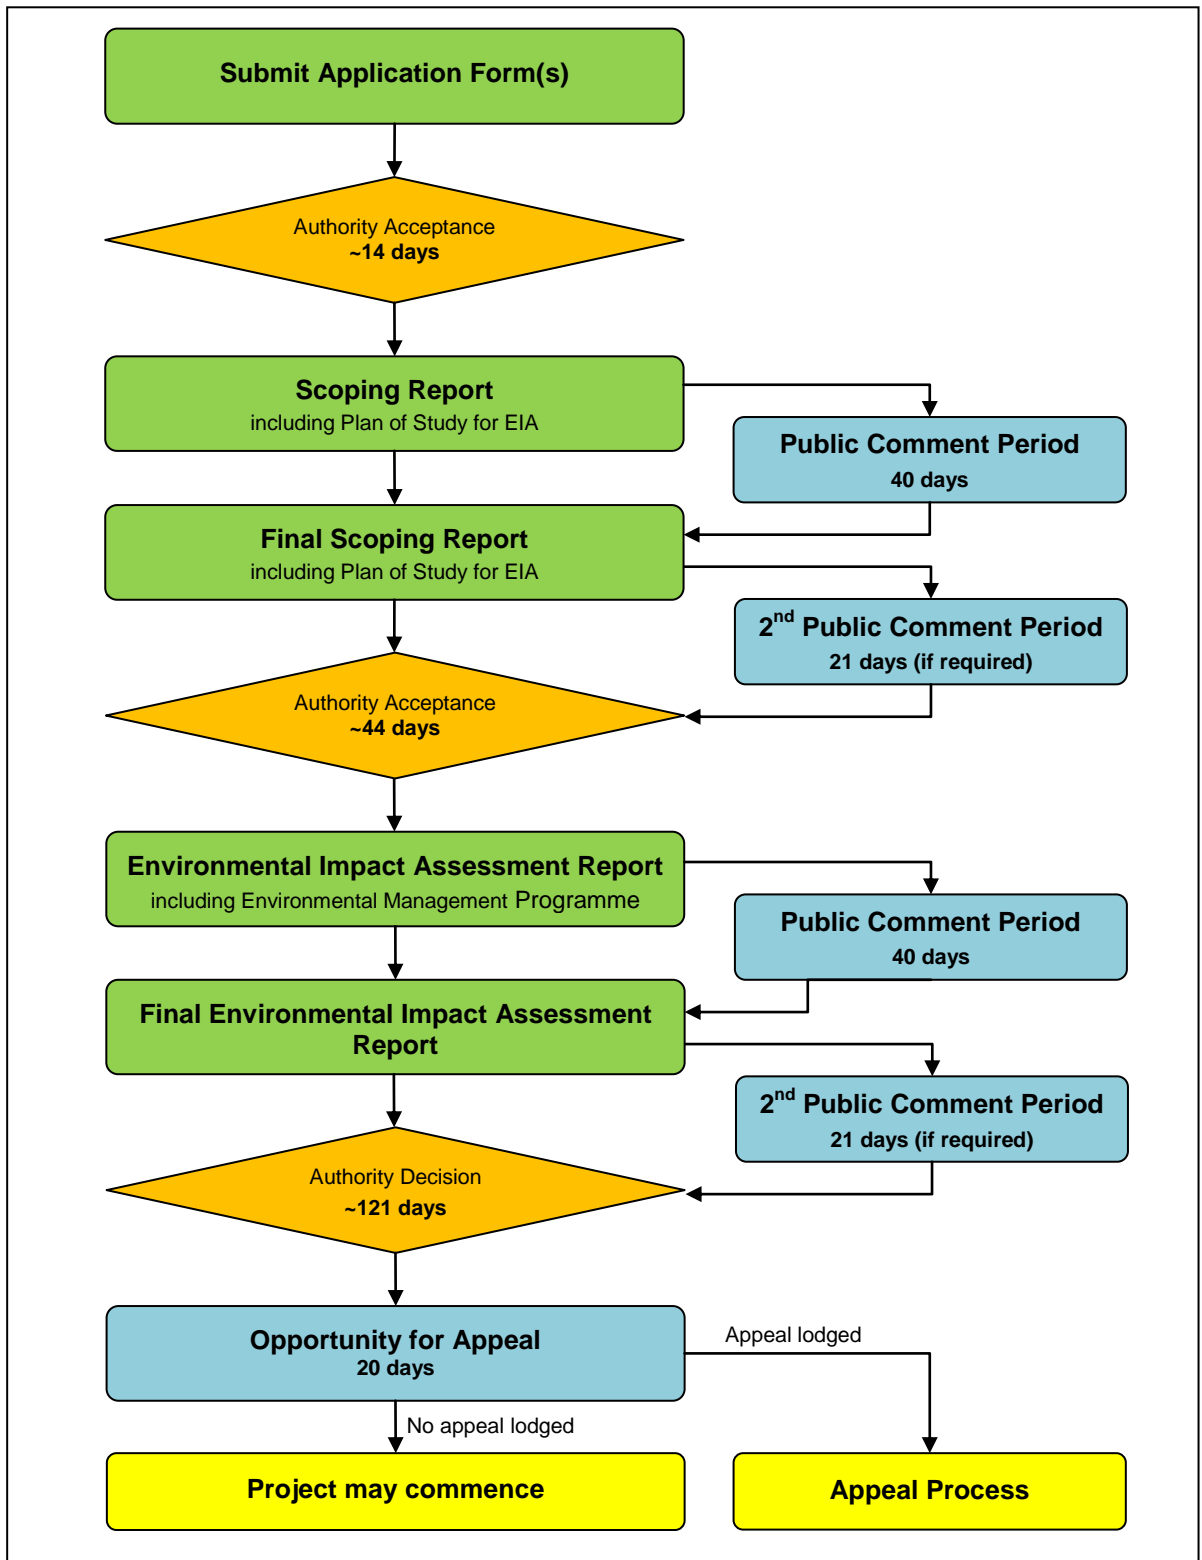 Submit Application Form(s)
Authority Acceptance
~14 days
Scoping Report
including Plan of Study for EIA
Public Comment Period
40 days
Final Scoping Report
including Plan of Study for EIA
2nd Public Comment Period
21 days (if required)
Authority Acceptance
~44 days
Environmental Impact Assessment Report
including Environmental Management Programme
Public Comment Period
40 days
Final Environmental Impact Assessment
Report
2nd Public Comment Period
21 days (if required)
Authority Decision
~121 days
Opportunity for Appeal
20 days
Appeal lodged
No appeal lodged
Project may commence
Appeal Process